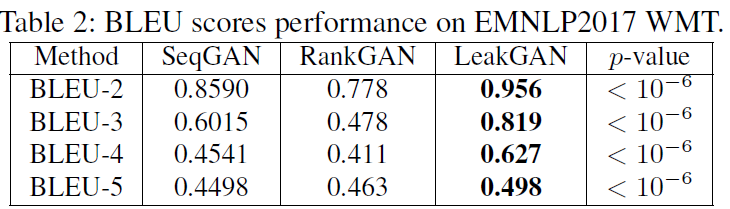 Table 2: BLEU scores performance on EMNLP2017 WMT.
Method SeqGAN RankGAN LeakGAN p-value
BLEU-2 0.8590 0.778 0.956 < 10⁻⁶
BLEU-3 0.6015 0.478 0.819 < 10⁻⁶
BLEU-4 0.4541 0.411 0.627 < 10⁻⁶
BLEU-5 0.4498 0.463 0.498 < 10⁻⁶